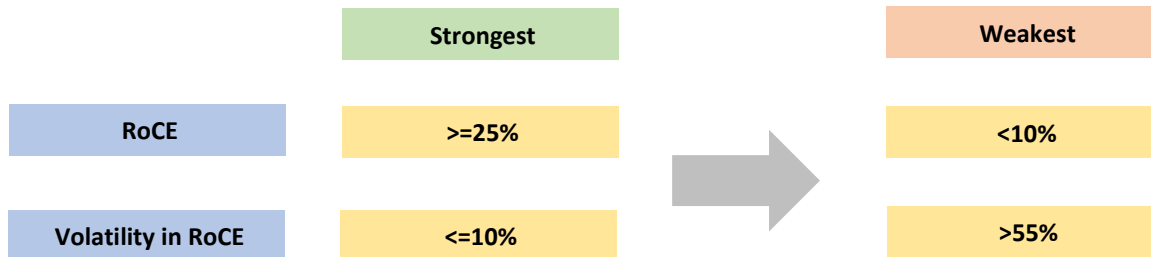 Strongest
Weakest
RoCE
>=25%
<10%
Volatility in RoCE
<=10%
>55%